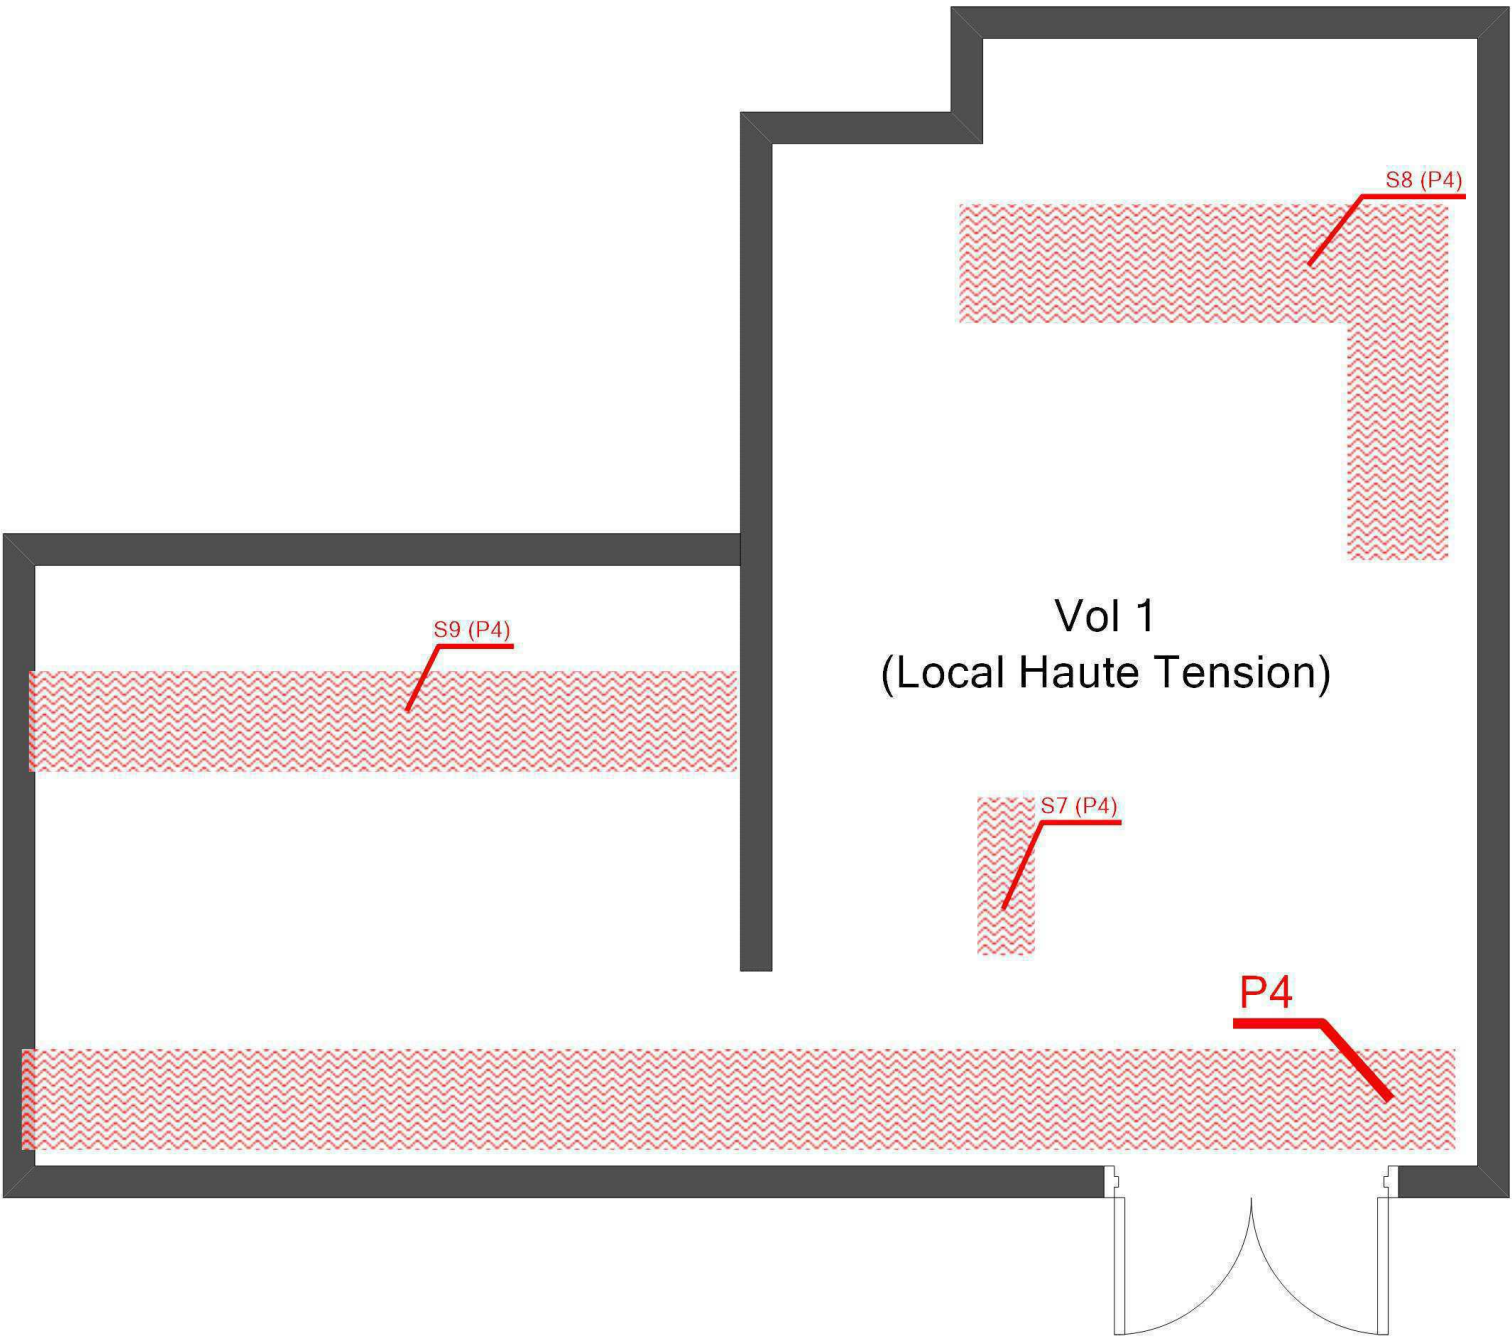 S8 (P4)
Vol 1
(Local Haute Tension)
S9 (P4)
S7 (P4)
P4